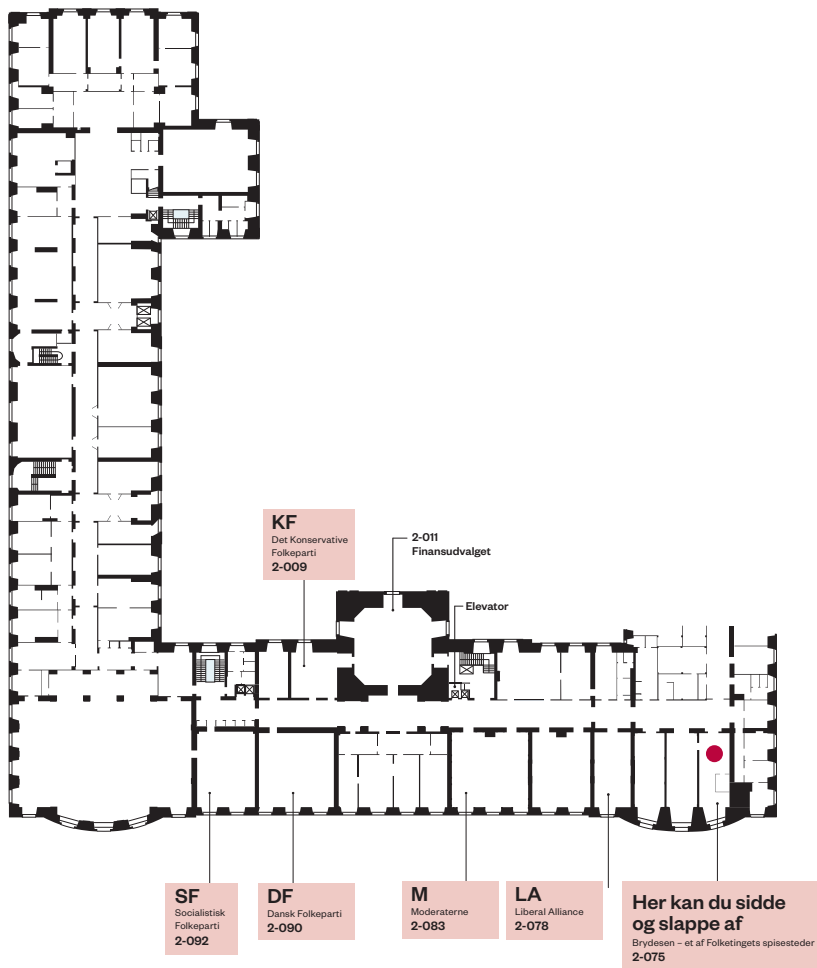 KF
Det Konservative
Folkeparti
2-009
2-011
Finansudvalget
Elevator
SF
Socialistisk
Folkeparti
2-092
DF
Dansk Folkeparti
2-090
M
Moderaterne
2-083
LA
Liberal Alliance
2-078
Her kan du sidde
og slappe af
Brydesen – et af Folketingets spisesteder
2-075